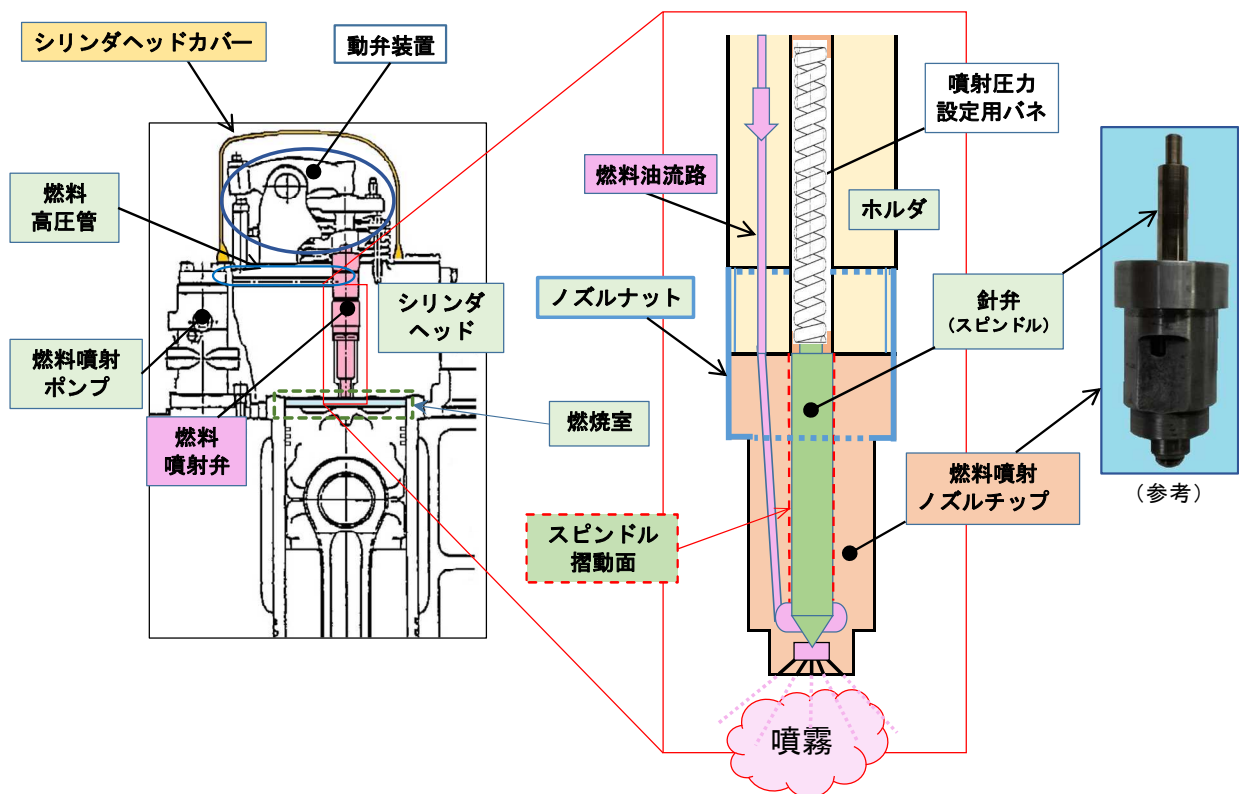 シリンダヘッドカバー
動弁装置
燃料
高圧管
シリンダ
ヘッド
燃料噴射
ポンプ
燃料
噴射弁
燃焼室
噴射圧力
設定用バネ
燃料油流路
ホルダ
ノズルナット
針弁
(スピンドル)
燃料噴射
ノズルチップ
スピンドル
摺動面
噴霧
(参考)